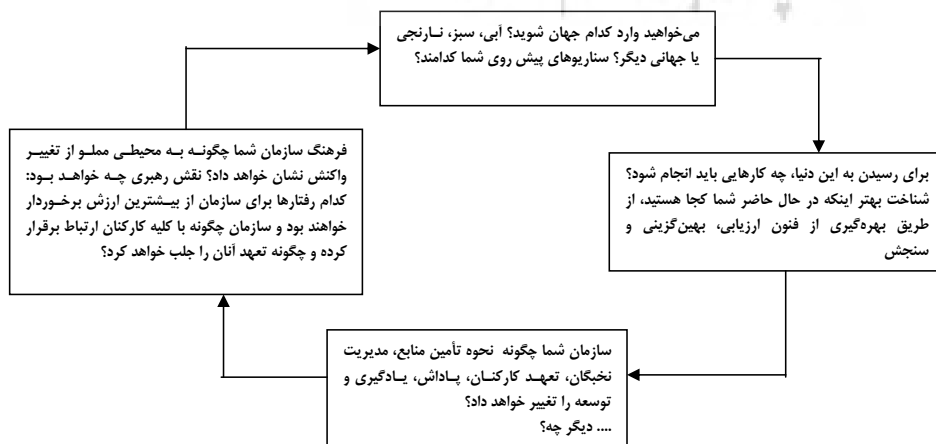 می‌خواهید وارد کدام جهان شوید؟ آبی، سبز، نـارنجی
یا جهانی دیگر؟ سناریوهای پیش روی شما کدامند؟
برای رسیدن به این دنیا، چه کارهایی باید انجام شود؟
شناخت بهتر اینکه در حال حاضر شما کجا هستید، از
طریق بهره‌گیری از فنون ارزیابی، بهین‌گزینی و
سنجش
سازمان شما چگونه نحوه تأمین منابع، مدیریت
نخبگان، تعهـد کارکنـان، پـاداش، یـادگیری و
توسعه را تغییر خواهد داد؟
.... دیگر چه؟
فرهنگ سازمان شما چگونـه بـه محیطـی مملـو از تغییـر
واکنش نشان خواهد داد؟ نقش رهبری چـه خواهـد بـود:
کدام رفتارها برای سازمان از بیـشترین ارزش برخـوردار
خواهند بود و سازمان چگونه با کلیه کارکنان ارتباط برقرار
کرده و چگونه تعهد آنان را جلب خواهد کرد؟